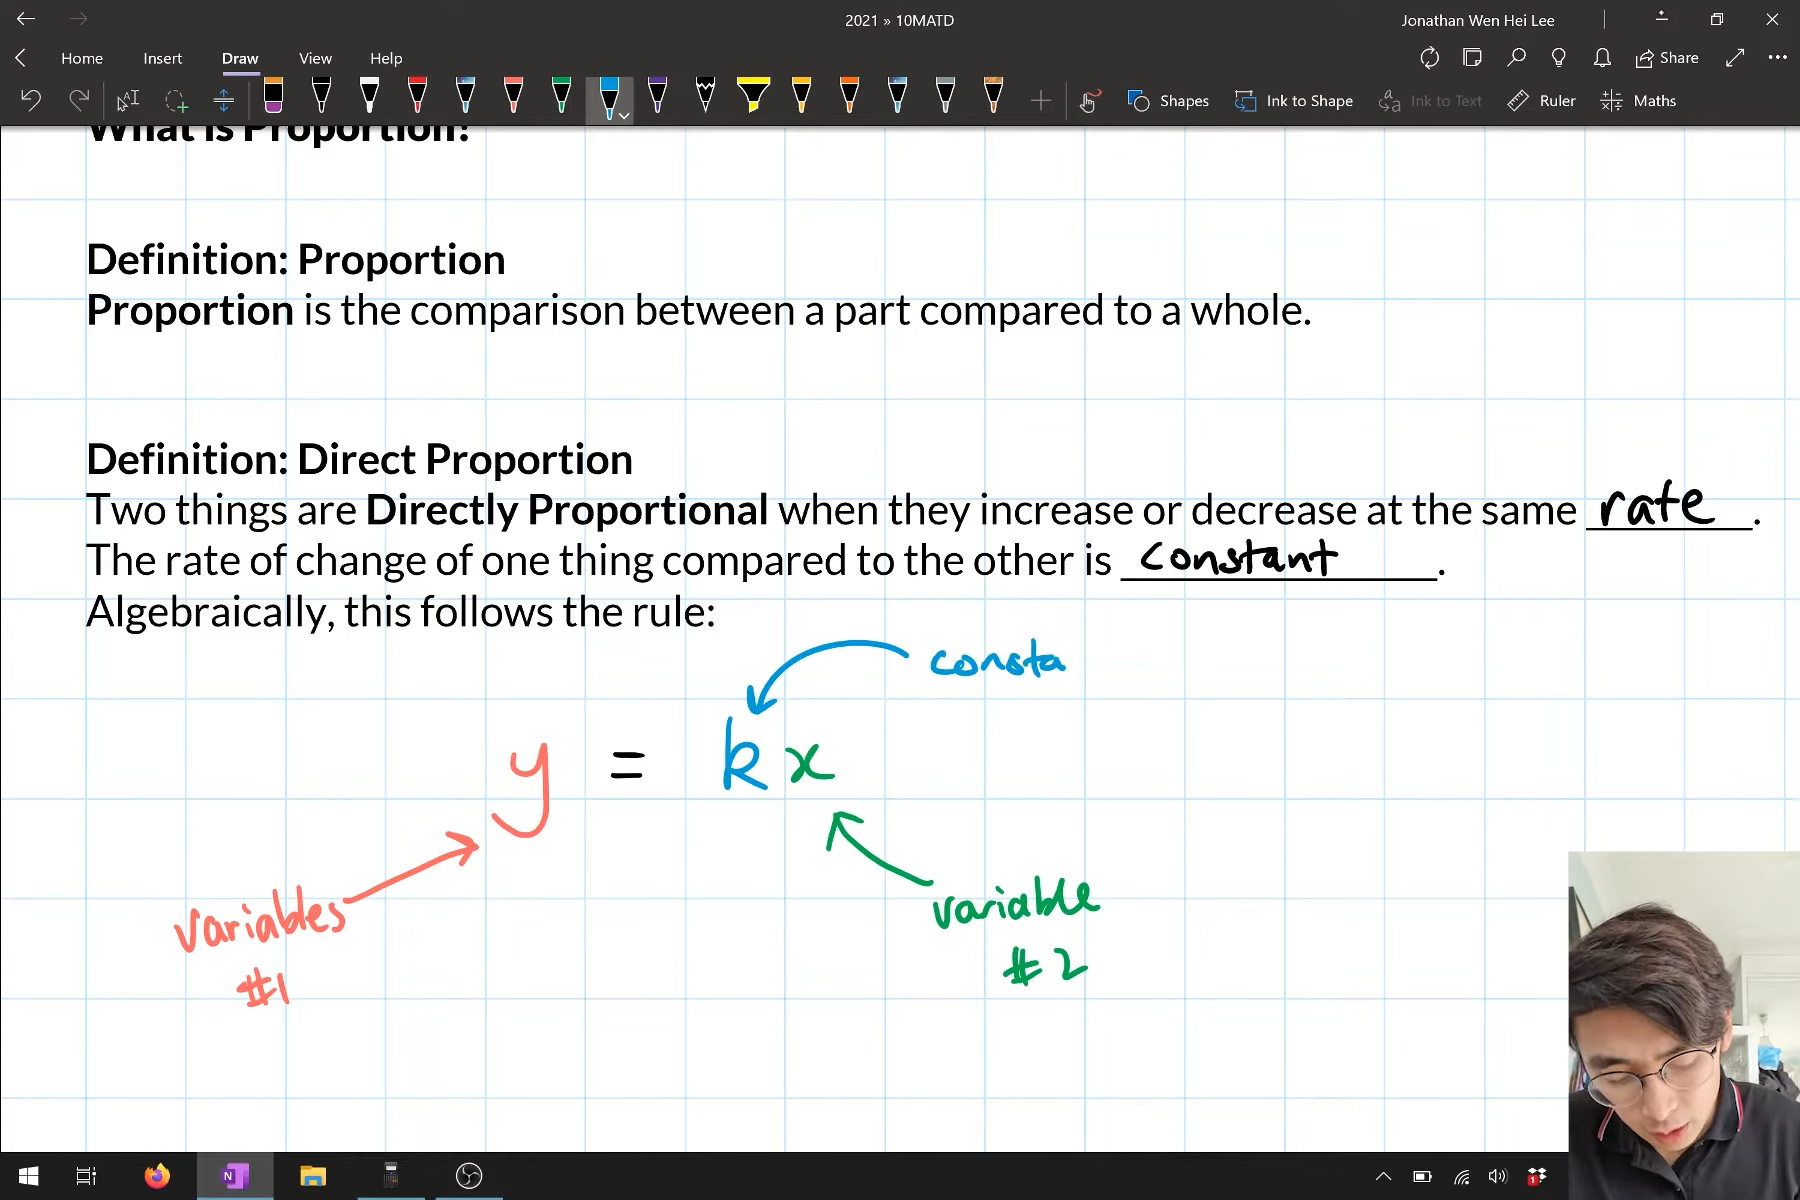 2021 » 10MATD
Jonathan Wen Hei Lee
Home Insert Draw View Help
Share
Shapes Ink to Shape Ink to Text Ruler Maths
What is Proportion?
Definition: Proportion
Proportion is the comparison between a part compared to a whole.
Definition: Direct Proportion
Two things are Directly Proportional when they increase or decrease at the same rate.
The rate of change of one thing compared to the other is constant.
Algebraically, this follows the rule:
consta
y = kx
variables
#1
variable
#2